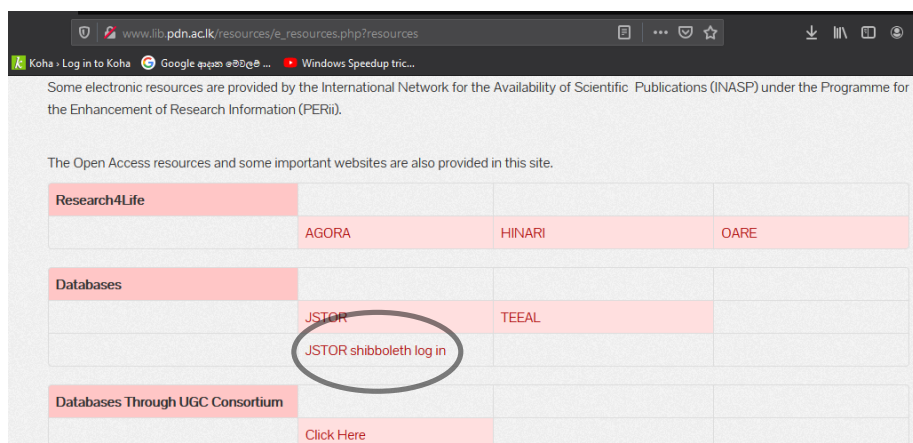 www.lib.pdn.ac.lk/resources/e_resources.php?resources
Koha › Log in to Koha Google ආදාන මෙවලම් ... Windows Speedup tric...
Some electronic resources are provided by the International Network for the Availability of Scientific Publications (INASP) under the Programme for
the Enhancement of Research Information (PERii).
The Open Access resources and some important websites are also provided in this site.
Research4Life
AGORA HINARI OARE
Databases
JSTOR TEEAL
JSTOR shibboleth log in
Databases Through UGC Consortium
Click Here